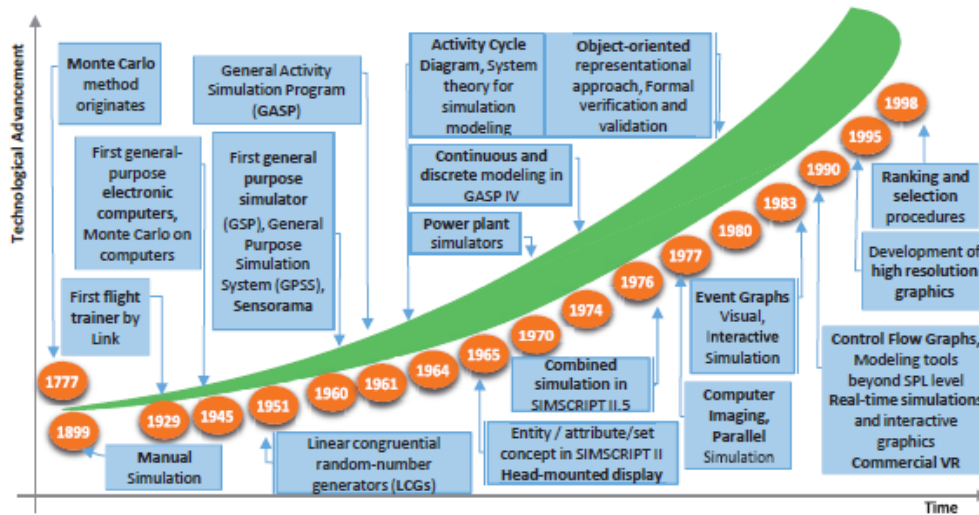 Technological Advancement
Monte Carlo
method
originates
General Activity
Simulation Program
(GASP)
Activity Cycle
Diagram, System
theory for
simulation
modeling
Object-oriented
representational
approach, Formal
verification and
validation
First general-
purpose
electronic
computers,
Monte Carlo on
computers
First general
purpose
simulator
(GSP), General
Purpose
Simulation
System (GPSS),
Sensorama
Continuous and
discrete modeling in
GASP IV
Power plant
simulators
First flight
trainer by
Link
Ranking and
selection
procedures
Development of
high resolution
graphics
Event Graphs
Visual,
Interactive
Simulation
Control Flow Graphs,
Modeling tools
beyond SPL level
Real-time simulations
and interactive
graphics
Commercial VR
Combined
simulation in
SIMSCRIPT II.5
Computer
Imaging,
Parallel
Simulation
Manual
Simulation
Linear congruential
random-number
generators (LCGs)
Entity / attribute/set
concept in SIMSCRIPT II
Head-mounted display
1777
1899
1929
1945
1951
1960
1961
1964
1965
1970
1974
1976
1977
1980
1983
1990
1995
1998
Time